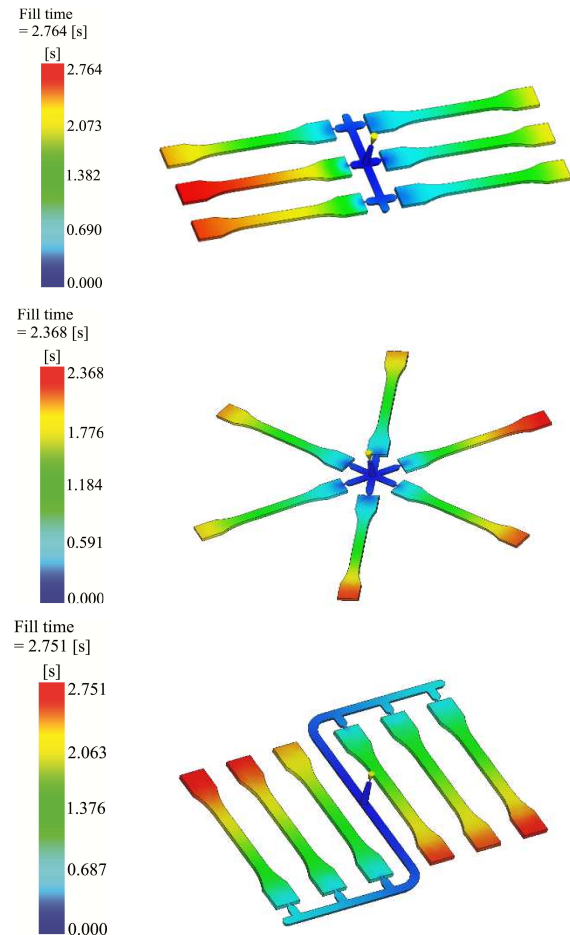 Fill time
= 2.764 [s]
[s]
2.764
2.073
1.382
0.690
0.000
Fill time
= 2.368 [s]
[s]
2.368
1.776
1.184
0.591
0.000
Fill time
= 2.751 [s]
[s]
2.751
2.063
1.376
0.687
0.000